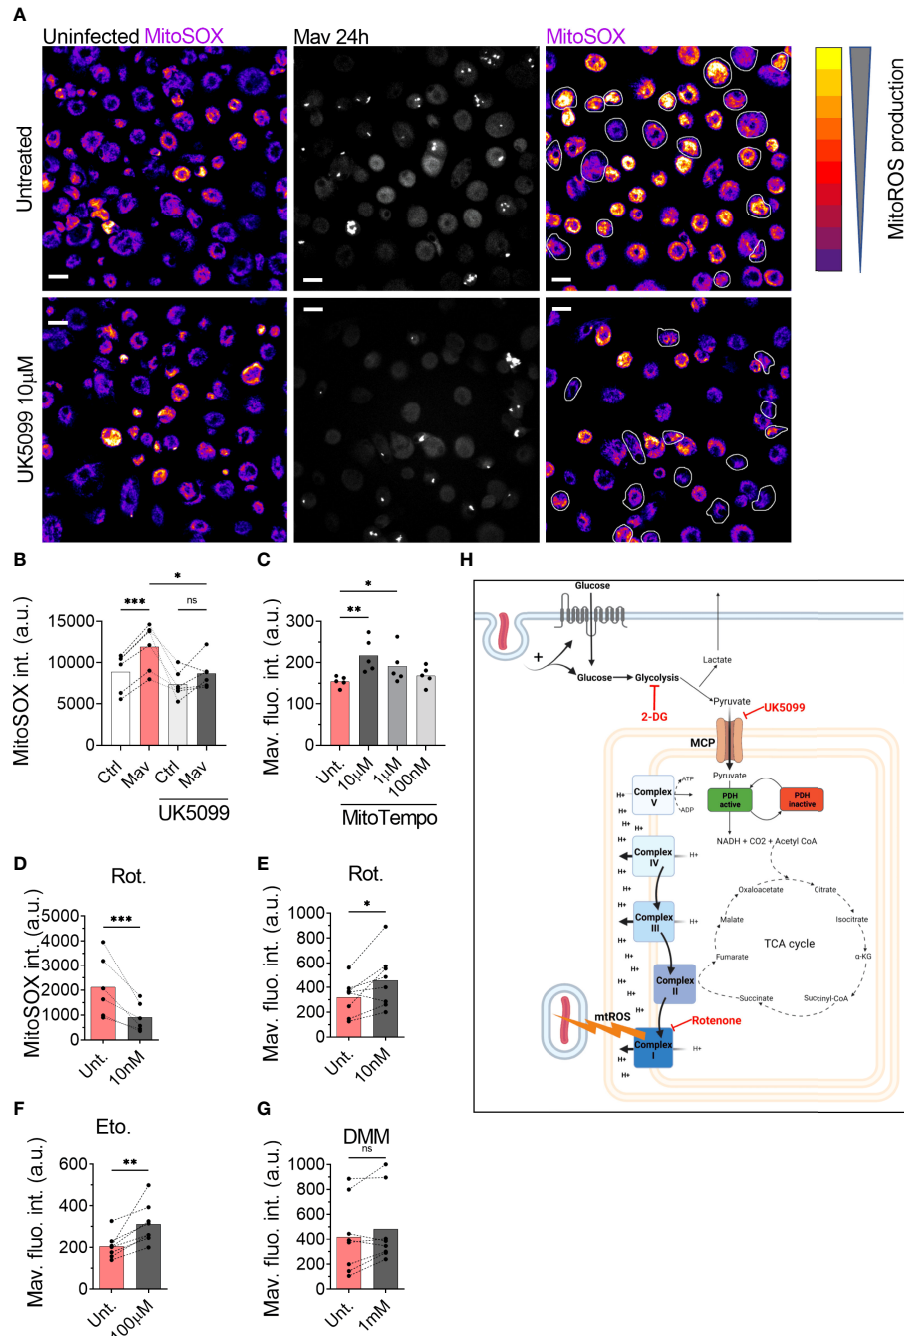 A
Uninfected MitoSOX
Mav 24h
MitoSOX
Untreated
UK5099 10µM
MitoROS production
B
MitoSOX int. (a.u.)
15000
10000
5000
0
***
*
ns
Ctrl
Mav
Ctrl
Mav
UK5099
C
Mav. fluo. int. (a.u.)
300
200
100
0
**
*
Unt.
10µM
1µM
100nM
MitoTempo
D
Rot.
MitoSOX int. (a.u.)
5000
4000
3000
2000
1000
0
***
Unt.
10nM
E
Rot.
Mav. fluo. int. (a.u.)
1000
800
600
400
200
0
*
Unt.
10nM
F
Eto.
Mav. fluo. int. (a.u.)
600
400
200
0
**
Unt.
100µM
G
DMM
ns
Mav. fluo. int. (a.u.)
1000
800
600
400
200
0
Unt.
1mM
H
Glucose
+
Glucose
Glycolysis
Lactate
Pyruvate
2-DG
UK5099
MCP
Pyruvate
PDH active
PDH inactive
NADH + CO2 + Acetyl CoA
Oxaloacetate
Citrate
Malate
Isocitrate
TCA cycle
Fumarate
α-KG
Succinate
Succinyl-CoA
Complex V
ATP
ADP
H+
H+
H+
H+
Complex IV
H+
H+
H+
H+
Complex III
H+
H+
H+
H+
H+
H+
Complex II
H+
H+
H+
mtROS
Rotenone
Complex I
H+
H+
H+
H+